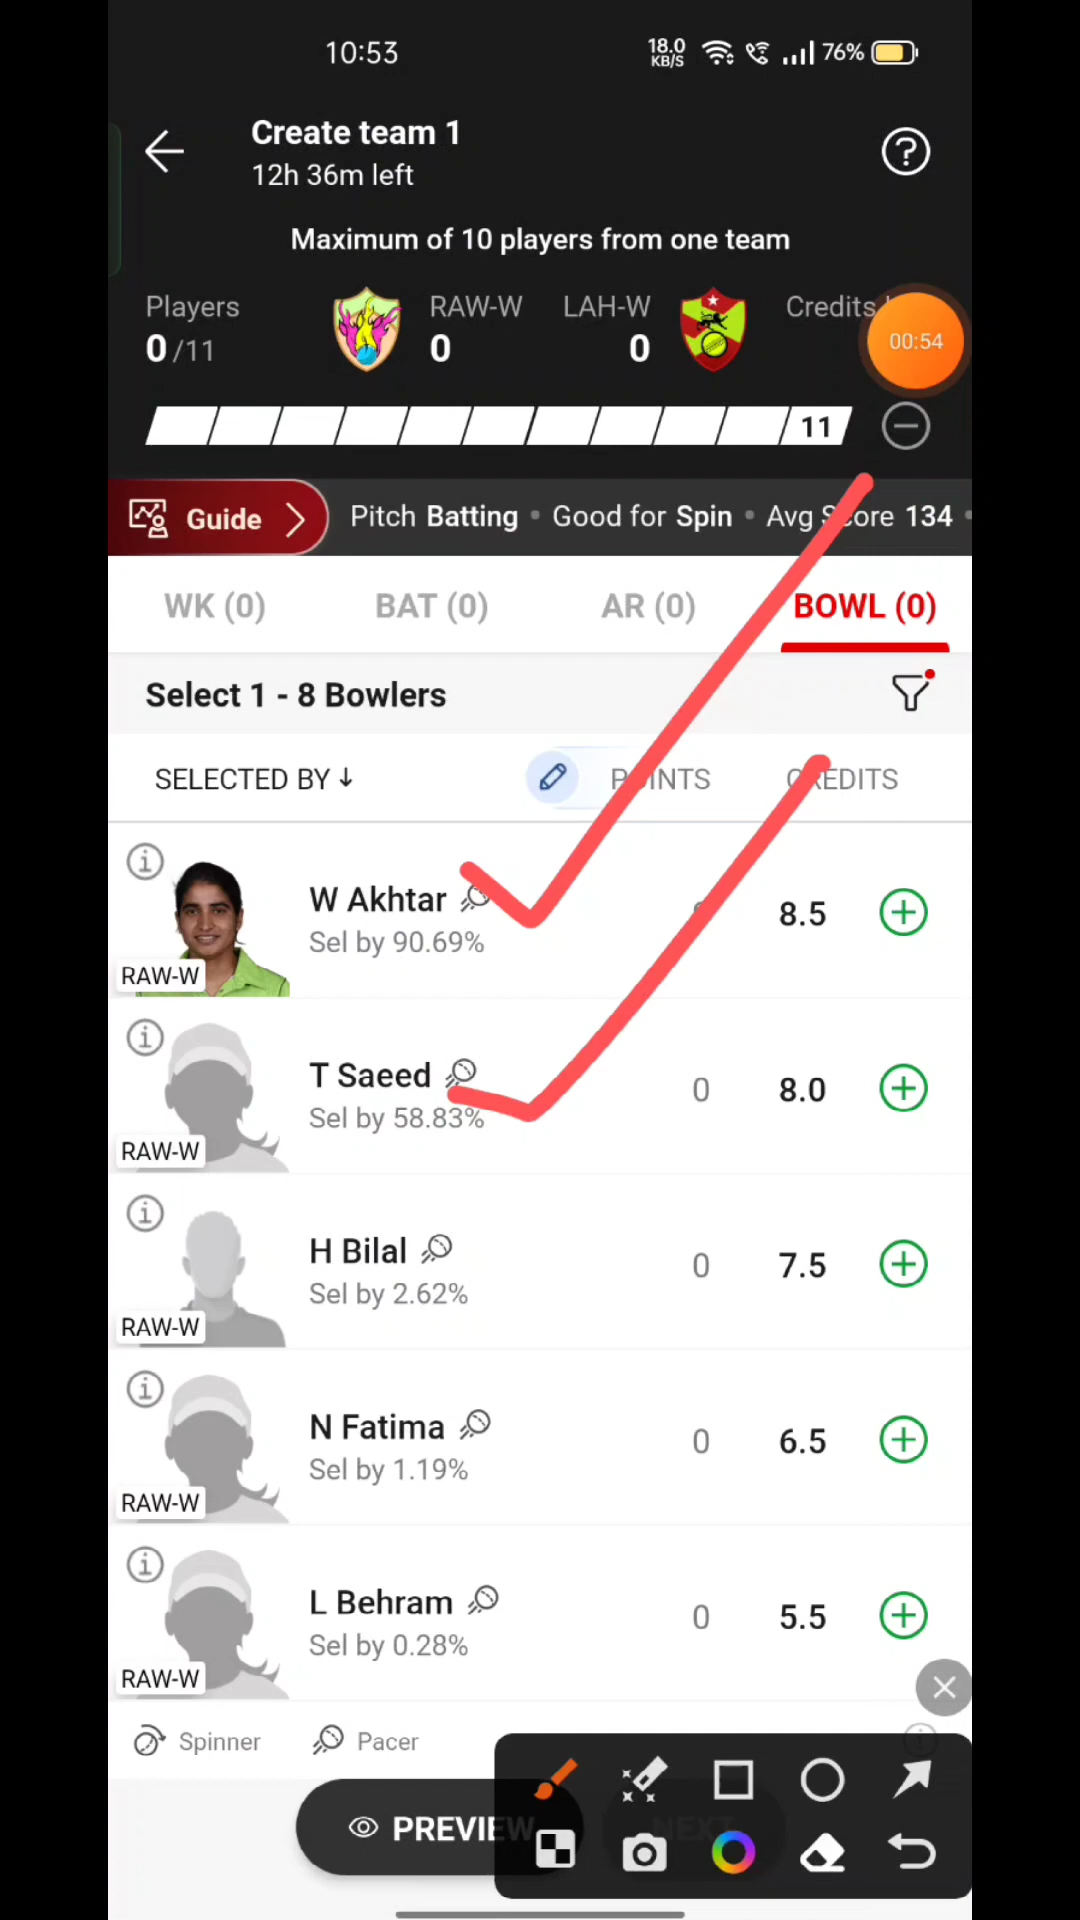 10:53 18.0 KB/S 76%
Create team 1
12h 36m left
Maximum of 10 players from one team
Players RAW-W LAH-W Credits
0/11 0 0
00:54
11
Guide Pitch Batting • Good for Spin • Avg Score 134 •
WK (0) BAT (0) AR (0) BOWL (0)
Select 1 - 8 Bowlers
SELECTED BY ↓ POINTS CREDITS
W Akhtar 8.5
Sel by 90.69%
RAW-W
T Saeed 0 8.0
Sel by 58.83%
RAW-W
H Bilal 0 7.5
Sel by 2.62%
RAW-W
N Fatima 0 6.5
Sel by 1.19%
RAW-W
L Behram 0 5.5
Sel by 0.28%
RAW-W
Spinner Pacer
PREVIEW NEXT